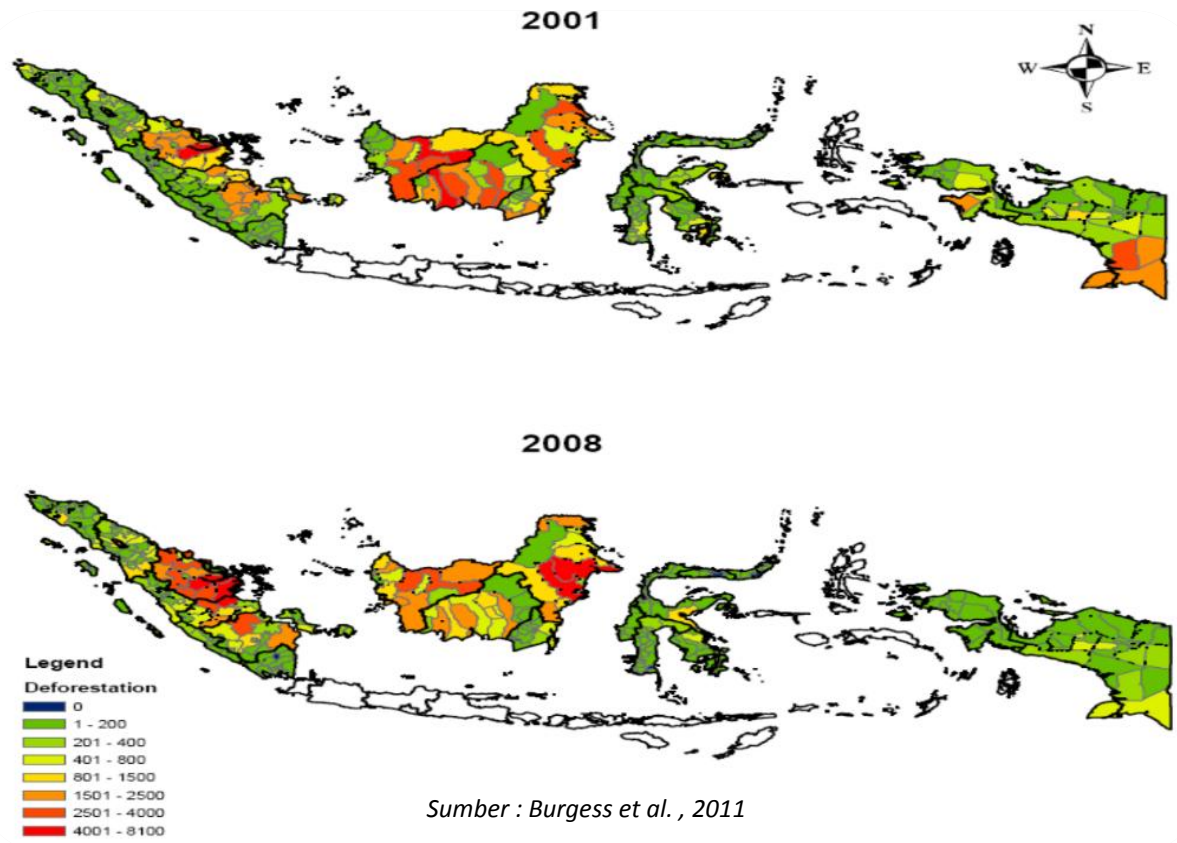 2001
N
W E
S
2008
Legend
Deforestation
0
1 - 200
201 - 400
401 - 800
801 - 1500
1501 - 2500
2501 - 4000
4001 - 8100
Sumber : Burgess et al. , 2011